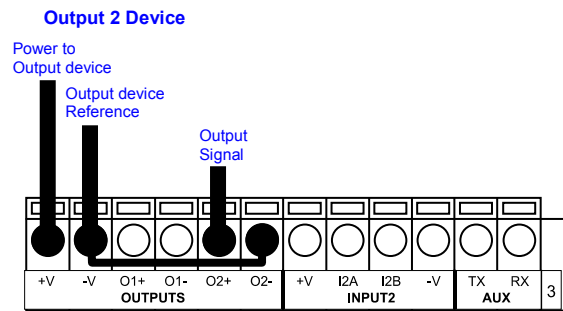 Output 2 Device
Power to
Output device
Output device
Reference
Output
Signal
+V -V O1+ O1- O2+ O2- +V I2A I2B -V TX RX
OUTPUTS INPUT2 AUX 3